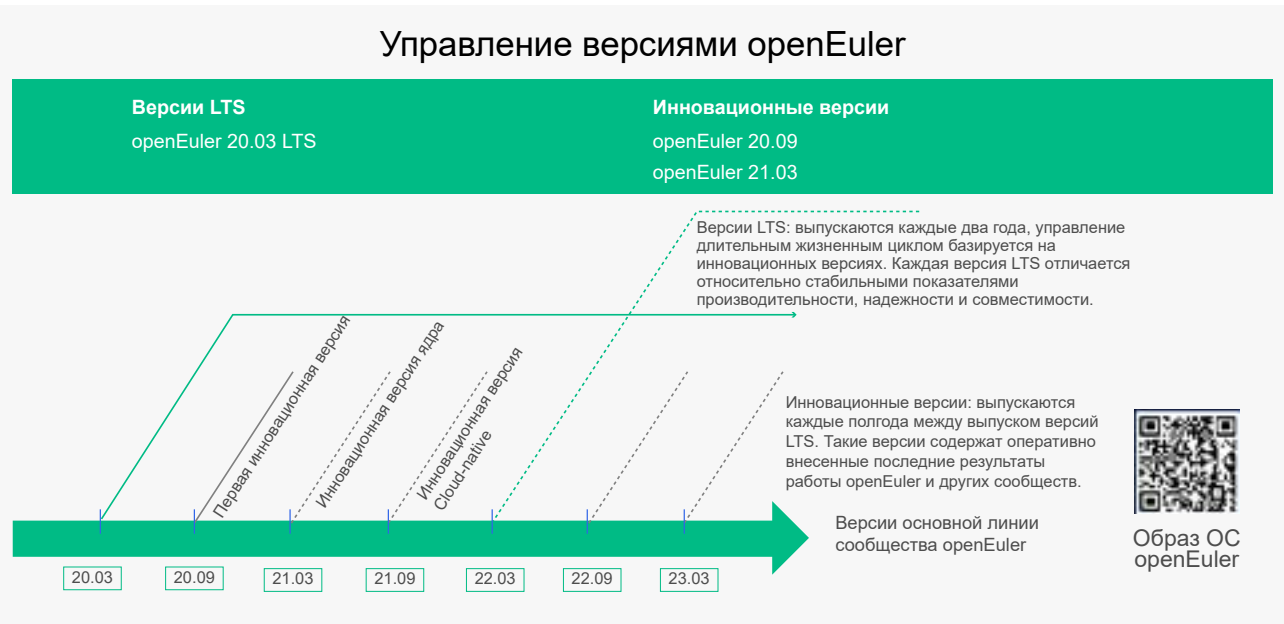 Управление версиями openEuler
Версии LTS
openEuler 20.03 LTS
Инновационные версии
openEuler 20.09
openEuler 21.03
Версии LTS: выпускаются каждые два года, управление
длительным жизненным циклом базируется на
инновационных версиях. Каждая версия LTS отличается
относительно стабильными показателями
производительности, надежности и совместимости.
Первая инновационная версия
Инновационная версия ядра
Инновационная версия
Cloud-native
Инновационные версии: выпускаются
каждые полгода между выпуском версий
LTS. Такие версии содержат оперативно
внесенные последние результаты
работы openEuler и других сообществ.
Версии основной линии
сообщества openEuler
Образ ОС
openEuler
20.03
20.09
21.03
21.09
22.03
22.09
23.03